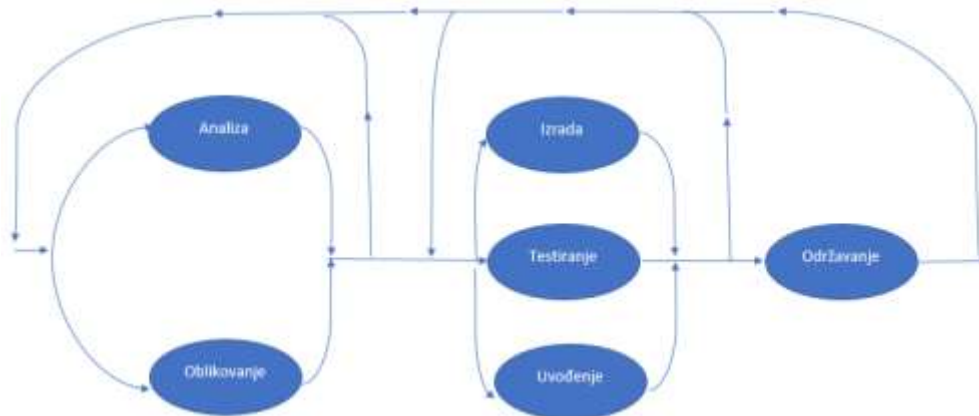 Analiza
Izrada
Testiranje
Održavanje
Oblikovanje
Uvođenje